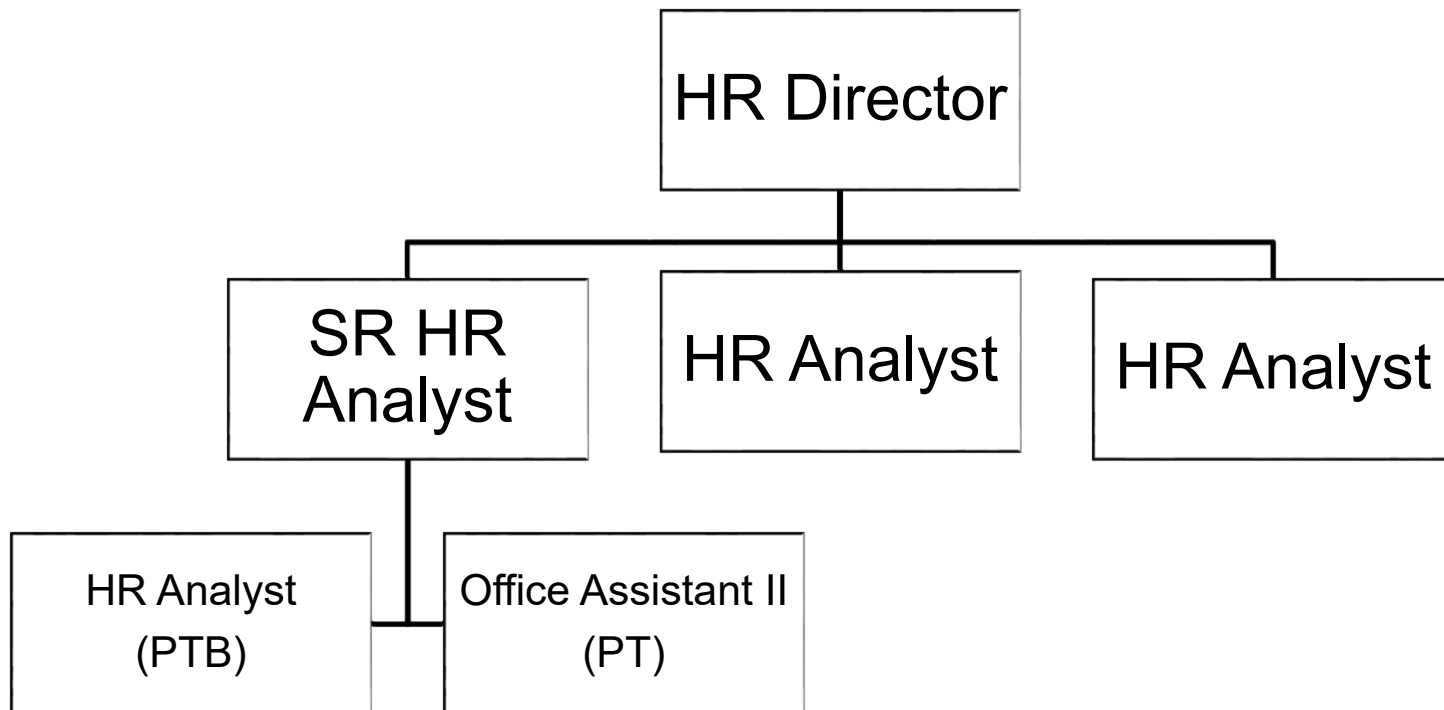 HR Director
SR HR
Analyst
HR Analyst
HR Analyst
HR Analyst
(PTB)
Office Assistant II
(PT)